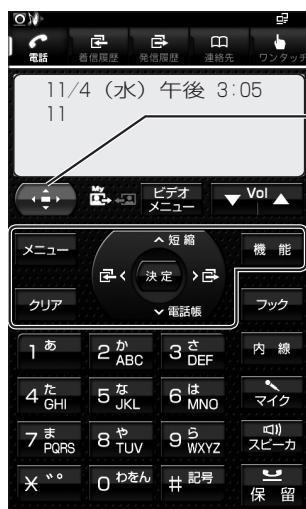 電話 着信履歴 発信履歴 連絡先 ワンタッチ
11/4 (水) 午後 3:05
11
My ビデオメニュー Vol
メニュー 短縮 機能
決定
クリア 電話帳 フック
1 あ 2 か ABC 3 さ DEF 内線
4 た GHI 5 な JKL 6 は MNO マイク
7 ま PQRS 8 や TUV 9 ら WXYZ スピーカ
* ゛゜ 0 わをん # 記号 保留